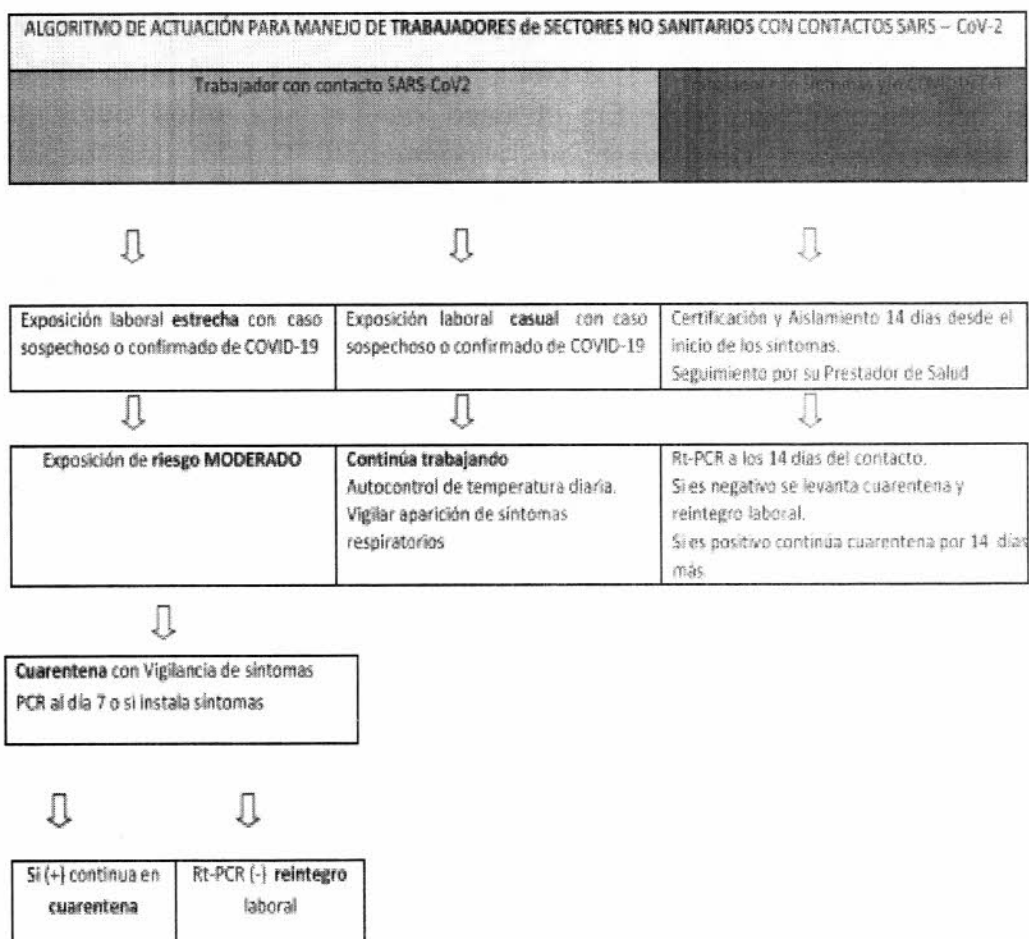 ALGORITMO DE ACTUACIÓN PARA MANEJO DE TRABAJADORES de SECTORES NO SANITARIOS CON CONTACTOS SARS – CoV-2
Trabajador con contacto SARS-CoV2
Trabajador con Síntomas y/o COVID-19 (+)
Exposición laboral estrecha con caso
sospechoso o confirmado de COVID-19
Exposición laboral casual con caso
sospechoso o confirmado de COVID-19
Certificación y Aislamiento 14 días desde el
inicio de los síntomas.
Seguimiento por su Prestador de Salud
Exposición de riesgo MODERADO
Continúa trabajando
Autocontrol de temperatura diaria.
Vigilar aparición de síntomas
respiratorios
Rt-PCR a los 14 días del contacto.
Si es negativo se levanta cuarentena y
reintegro laboral.
Si es positivo continúa cuarentena por 14 días
más
Cuarentena con Vigilancia de síntomas
PCR al día 7 o si instala síntomas
Si (+) continua en
cuarentena
Rt-PCR (-) reintegro
laboral